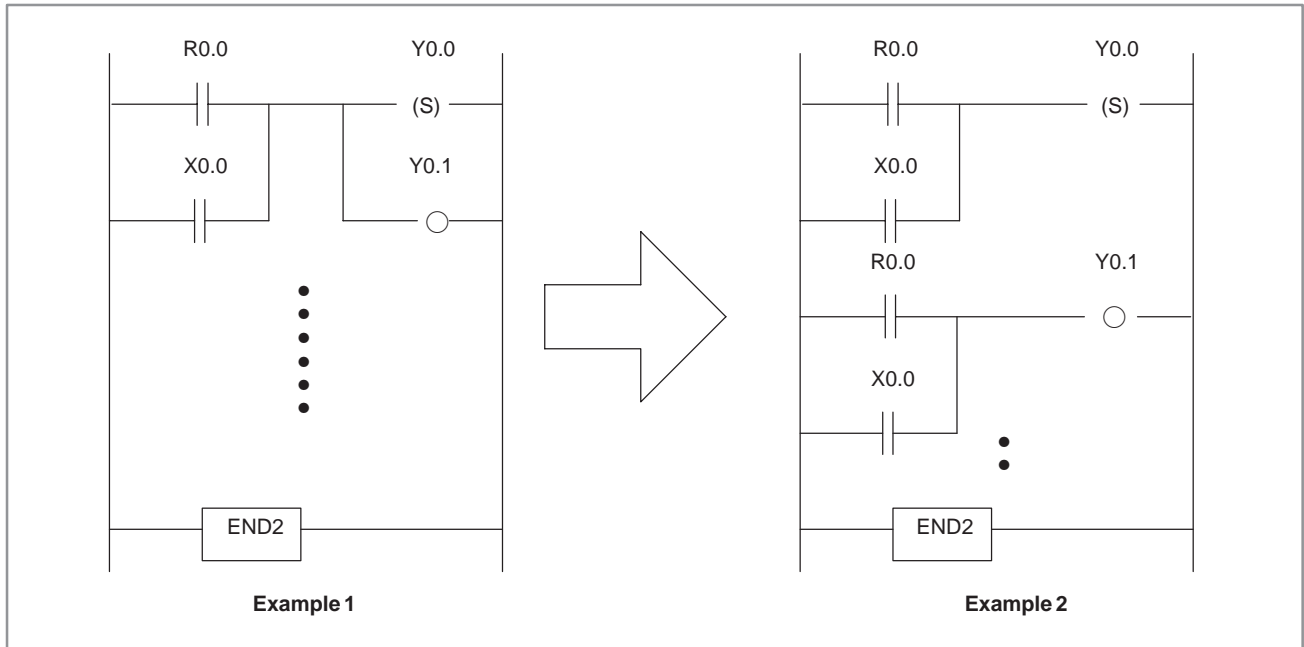 R0.0 Y0.0
(S)
X0.0 Y0.1
END2
Example 1
R0.0 Y0.0
(S)
X0.0
R0.0 Y0.1
X0.0
END2
Example 2